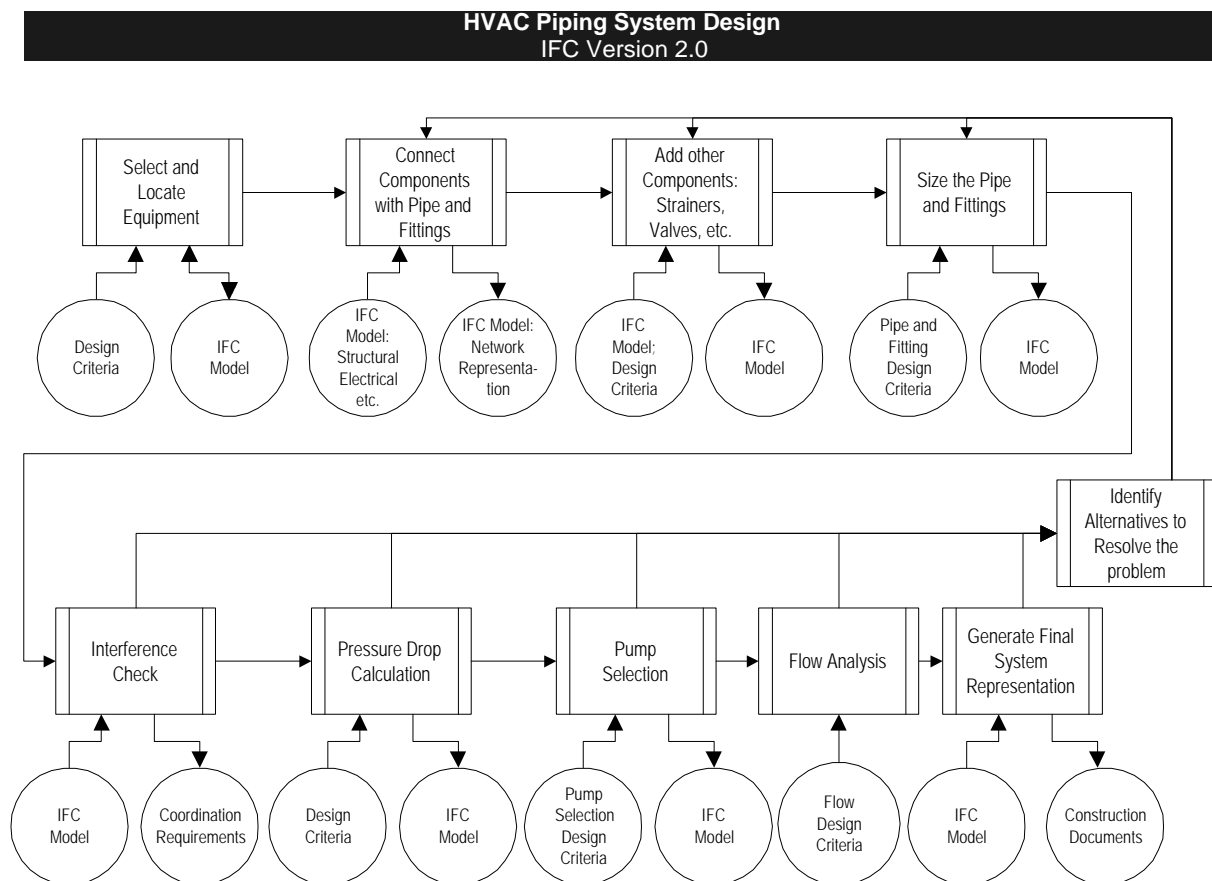 HVAC Piping System Design
IFC Version 2.0
Select and
Locate
Equipment
Connect
Components
with Pipe and
Fittings
Add other
Components:
Strainers,
Valves, etc.
Size the Pipe
and Fittings
Design
Criteria
IFC
Model
IFC
Model:
Structural
Electrical
etc.
IFC Model:
Network
Representa-
tion
IFC
Model;
Design
Criteria
IFC
Model
Pipe and
Fitting
Design
Criteria
IFC
Model
Identify
Alternatives to
Resolve the
problem
Interference
Check
Pressure Drop
Calculation
Pump
Selection
Flow Analysis
Generate Final
System
Representation
IFC
Model
Coordination
Requirements
Design
Criteria
IFC
Model
Pump
Selection
Design
Criteria
IFC
Model
Flow
Design
Criteria
IFC
Model
Construction
Documents